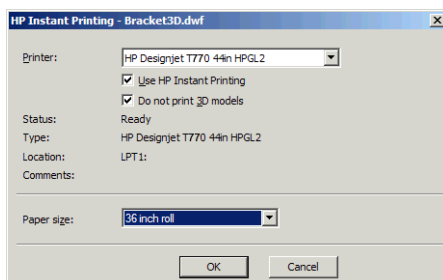 HP Instant Printing - Bracket3D.dwf
Printer: HP Designjet T770 44in HPGL2
Use HP Instant Printing
Do not print 3D models
Status: Ready
Type: HP Designjet T770 44in HPGL2
Location: LPT1:
Comments:
Paper size: 36 inch roll
OK Cancel